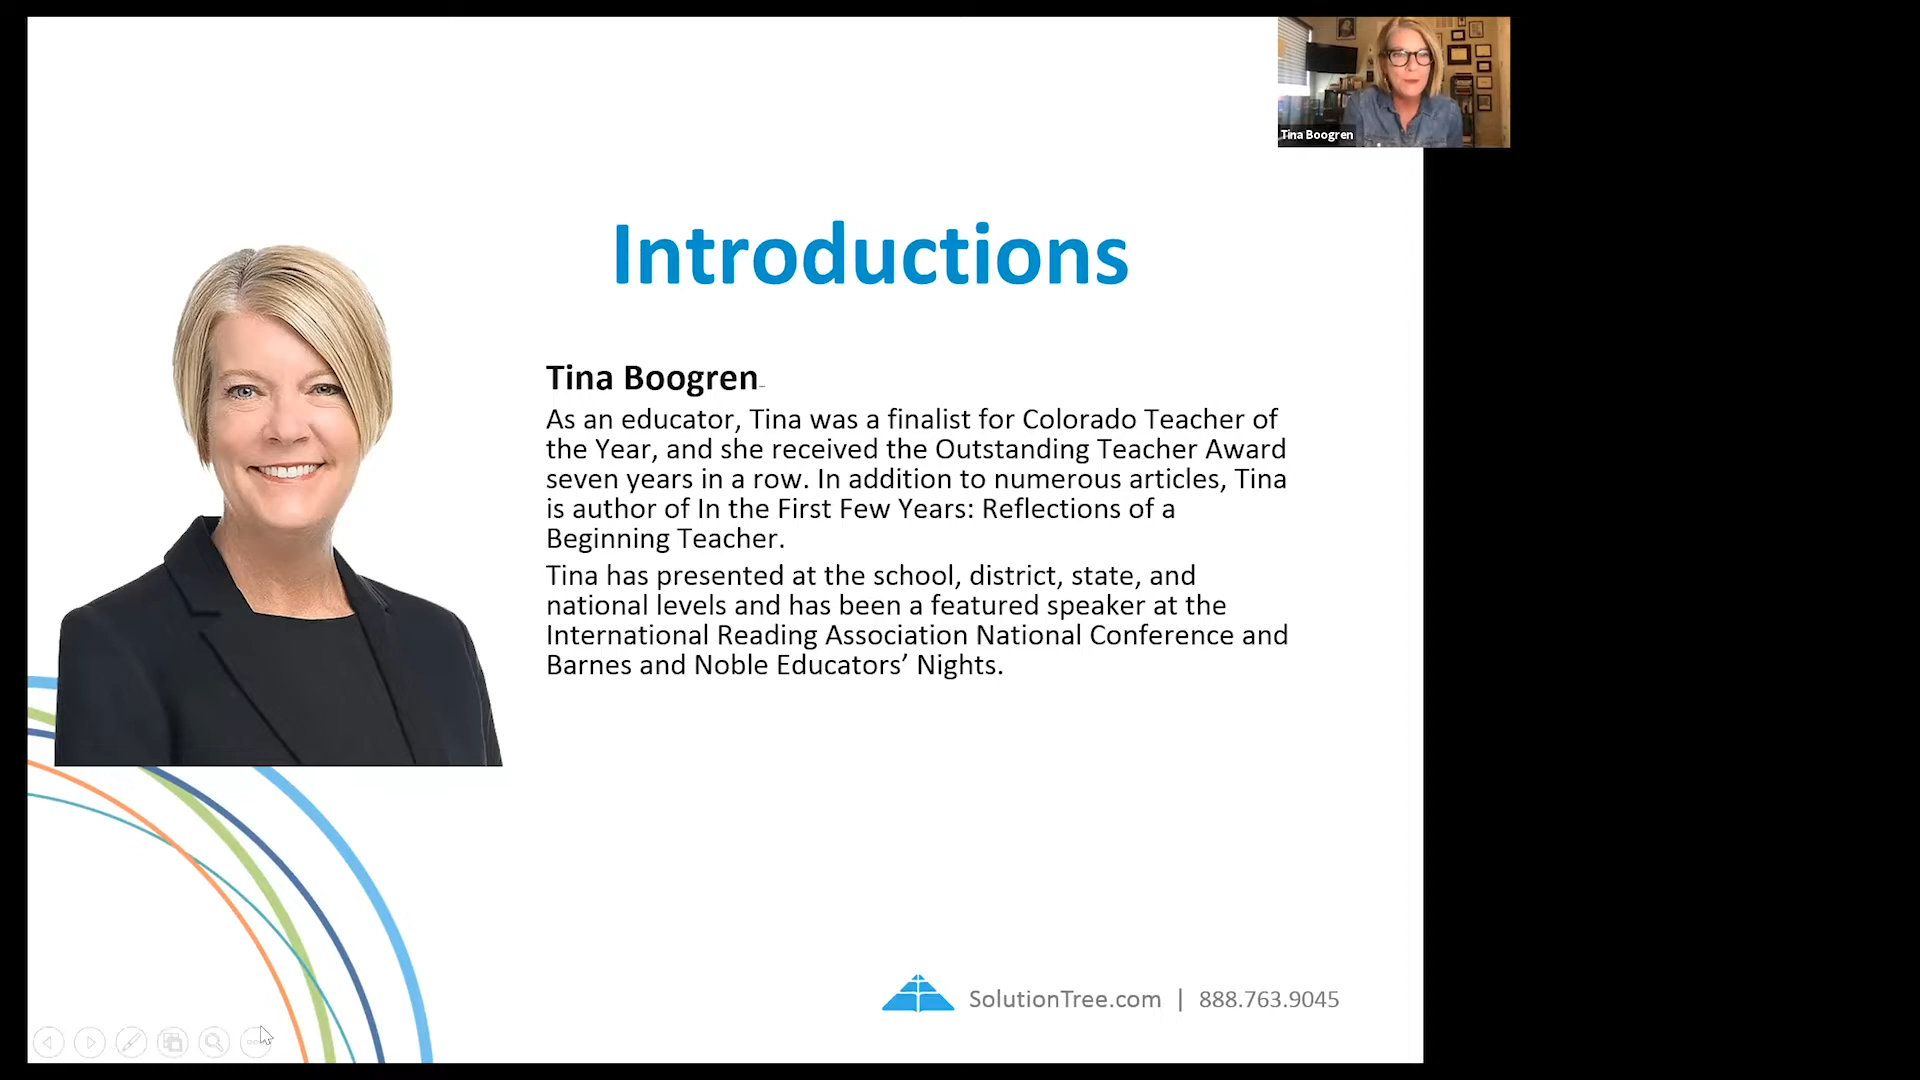 Tina Boogren
Introductions
Tina Boogren
As an educator, Tina was a finalist for Colorado Teacher of
the Year, and she received the Outstanding Teacher Award
seven years in a row. In addition to numerous articles, Tina
is author of In the First Few Years: Reflections of a
Beginning Teacher.
Tina has presented at the school, district, state, and
national levels and has been a featured speaker at the
International Reading Association National Conference and
Barnes and Noble Educators’ Nights.
SolutionTree.com | 888.763.9045